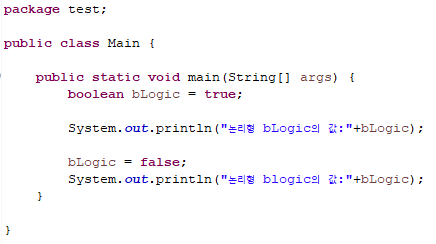 package test;
public class Main {
public static void main(String[] args) {
boolean bLogic = true;
System.out.println("논리형 bLogic의 값:"+bLogic);
bLogic = false;
System.out.println("논리형 blogic의 값:"+bLogic);
}
}